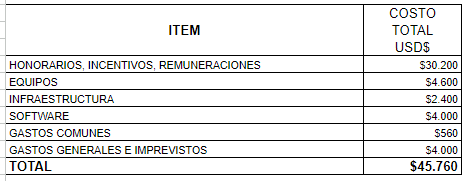 ITEM
COSTO
TOTAL
USD$
HONORARIOS, INCENTIVOS, REMUNERACIONES $30.200
EQUIPOS $4.600
INFRAESTRUCTURA $2.400
SOFTWARE $4.000
GASTOS COMUNES $560
GASTOS GENERALES E IMPREVISTOS $4.000
TOTAL $45.760